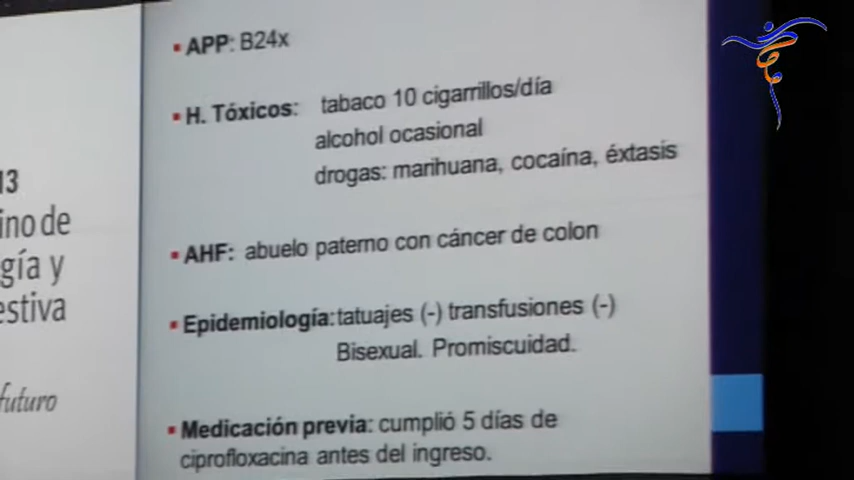 13
ino de
gía y
estiva
futuro
APP: B24x
H. Tóxicos: tabaco 10 cigarrillos/día
alcohol ocasional
drogas: marihuana, cocaína, éxtasis
AHF: abuelo paterno con cáncer de colon
Epidemiología: tatuajes (-) transfusiones (-)
Bisexual. Promiscuidad.
Medicación previa: cumplió 5 días de
ciprofloxacina antes del ingreso.